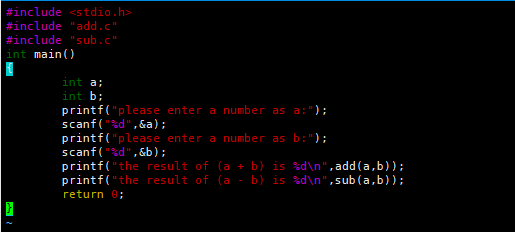 #include <stdio.h>
#include "add.c"
#include "sub.c"
int main()
{
        int a;
        int b;
        printf("please enter a number as a:");
        scanf("%d",&a);
        printf("please enter a number as b:");
        scanf("%d",&b);
        printf("the result of (a + b) is %d\n",add(a,b));
        printf("the result of (a - b) is %d\n",sub(a,b));
        return 0;
}
~